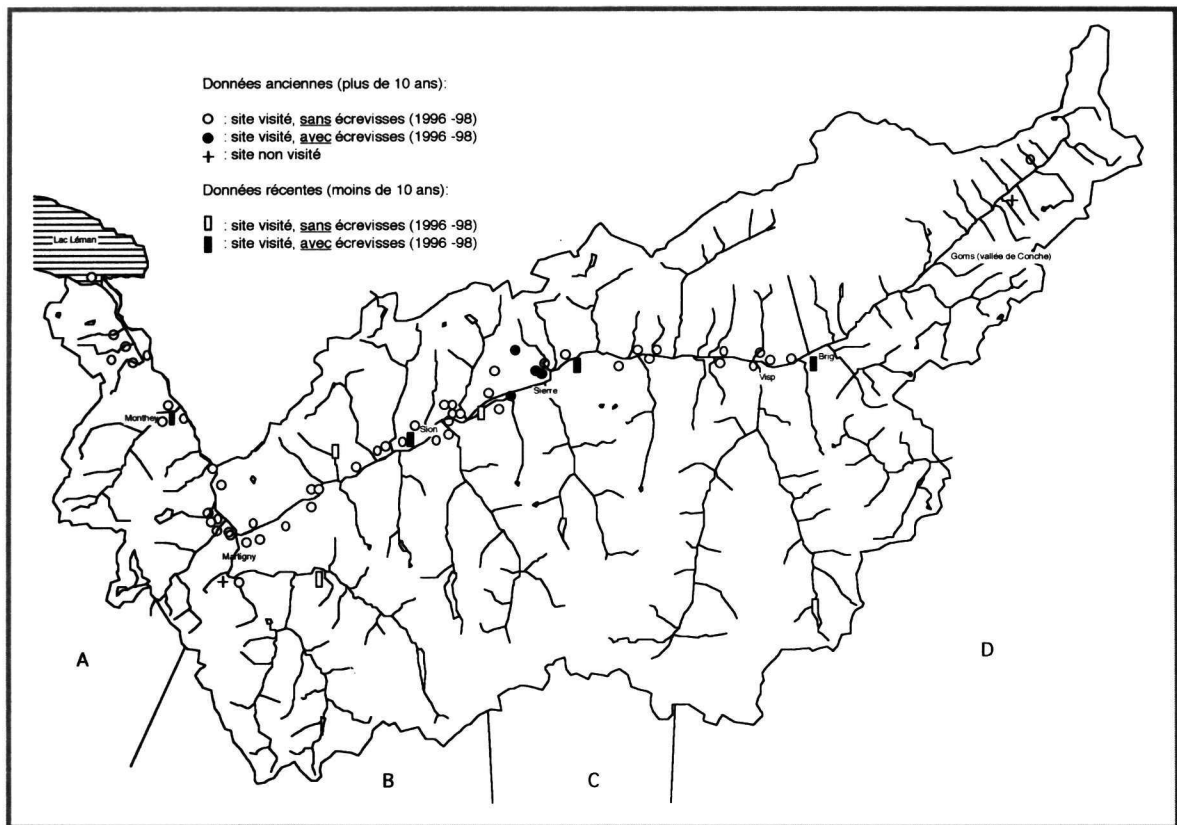 Données anciennes (plus de 10 ans):
: site visité, sans écrevisses (1996 -98)
: site visité, avec écrevisses (1996 -98)
: site non visité
Données récentes (moins de 10 ans):
: site visité, sans écrevisses (1996 -98)
: site visité, avec écrevisses (1996 -98)
Lac Léman
Goms (vallée de Conche)
Brig
Visp
Sierre
Monthey
Sion
Martigny
A
D
B
C